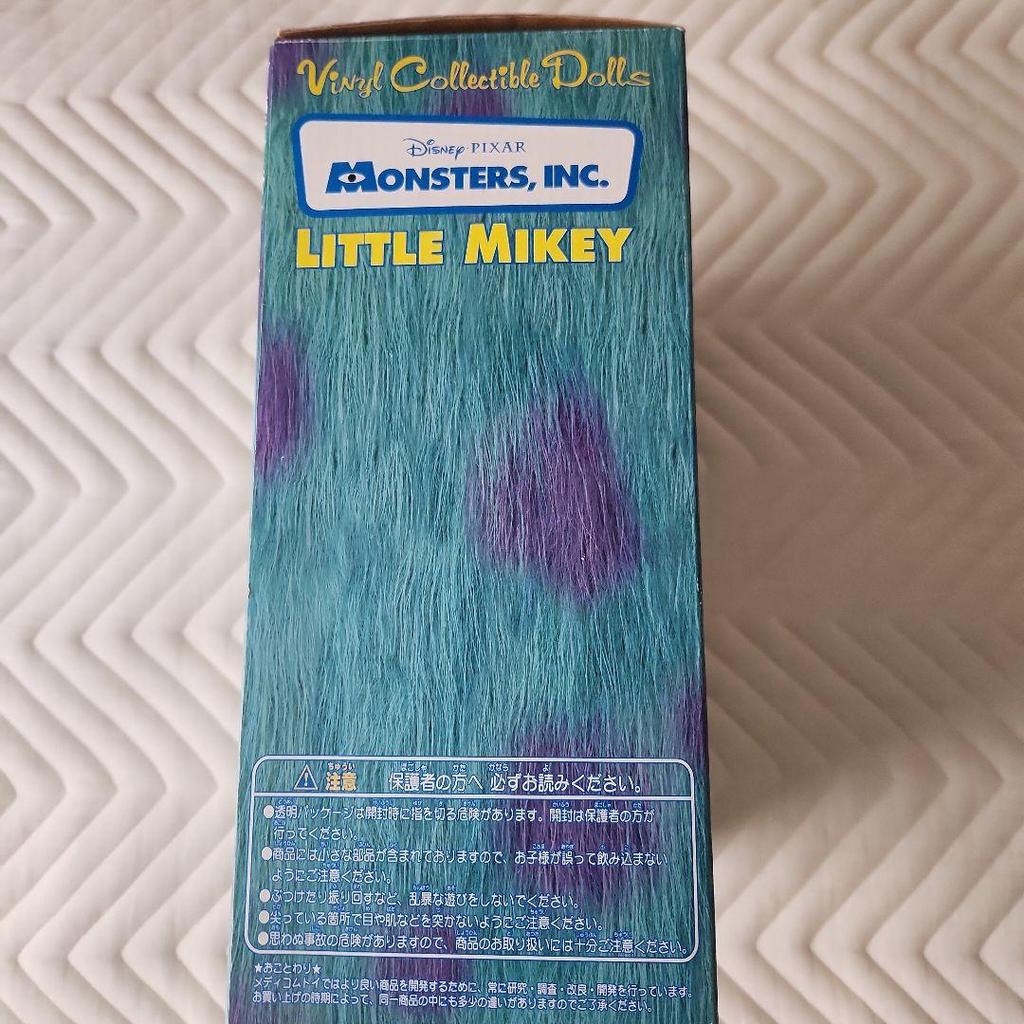 Vinyl Collectible Dolls
Disney·PIXAR
MONSTERS, INC.
LITTLE MIKEY
注意 保護者の方へ 必ずお読みください。
●透明パッケージは開封時に指を切る危険があります。開封は保護者の方が
行ってください。
●商品には小さな部品が含まれておりますので、お子様が誤って飲み込まない
ようにご注意ください。
●ぶつけたり振り回すなど、乱暴な遊びをしないでください。
●尖っている箇所で目や肌などを突かないようにご注意ください。
●思わぬ事故の危険がありますので、商品のお取り扱いには十分ご注意ください。
★おことわり★
メディコムトイではより良い商品を開発するために、常に研究・調査・改良・開発を行っています。
お買い上げの時期によって、同一商品の中にも多少の違いがありますのでご了承ください。